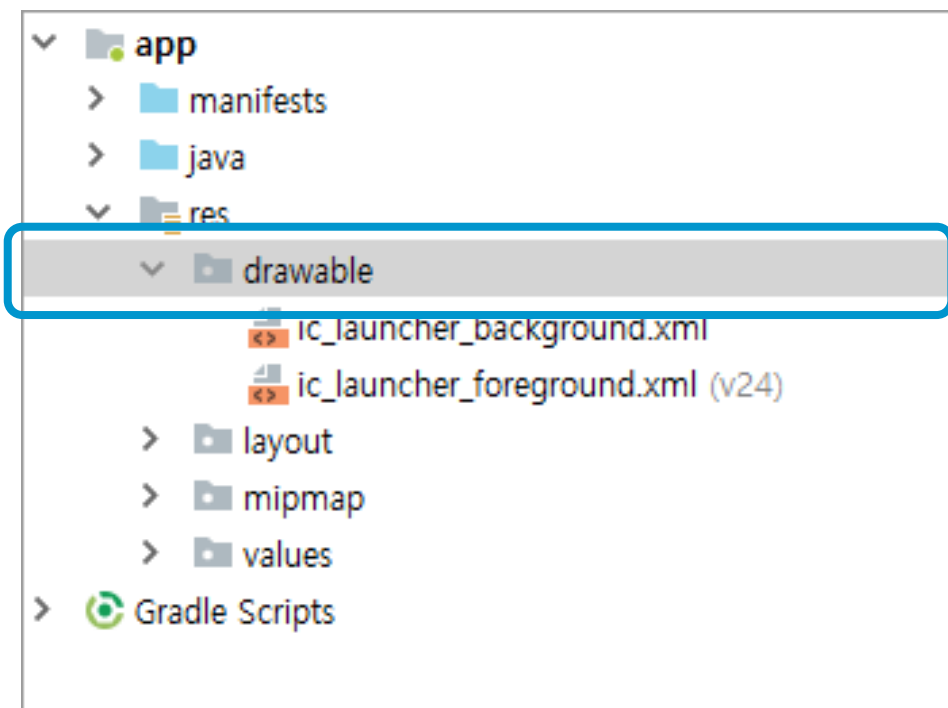 app
manifests
java
res
drawable
ic_launcher_background.xml
ic_launcher_foreground.xml (v24)
layout
mipmap
values
Gradle Scripts